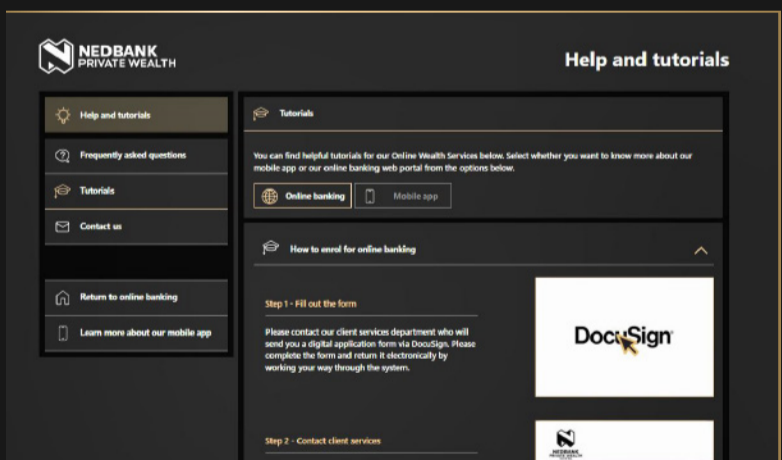 NEDBANK
PRIVATE WEALTH
Help and tutorials
Help and tutorials
Frequently asked questions
Tutorials
Contact us
Return to online banking
Learn more about our mobile app
Tutorials
You can find helpful tutorials for our Online Wealth Services below. Select whether you want to know more about our
mobile app or our online banking web portal from the options below.
Online banking
Mobile app
How to enrol for online banking
Step 1 - Fill out the form
Please contact our client services department who will
send you a digital application form via DocuSign. Please
complete the form and return it electronically by
working your way through the system.
DocuSign
Step 2 - Contact client services
NEDBANK
PRIVATE WEALTH